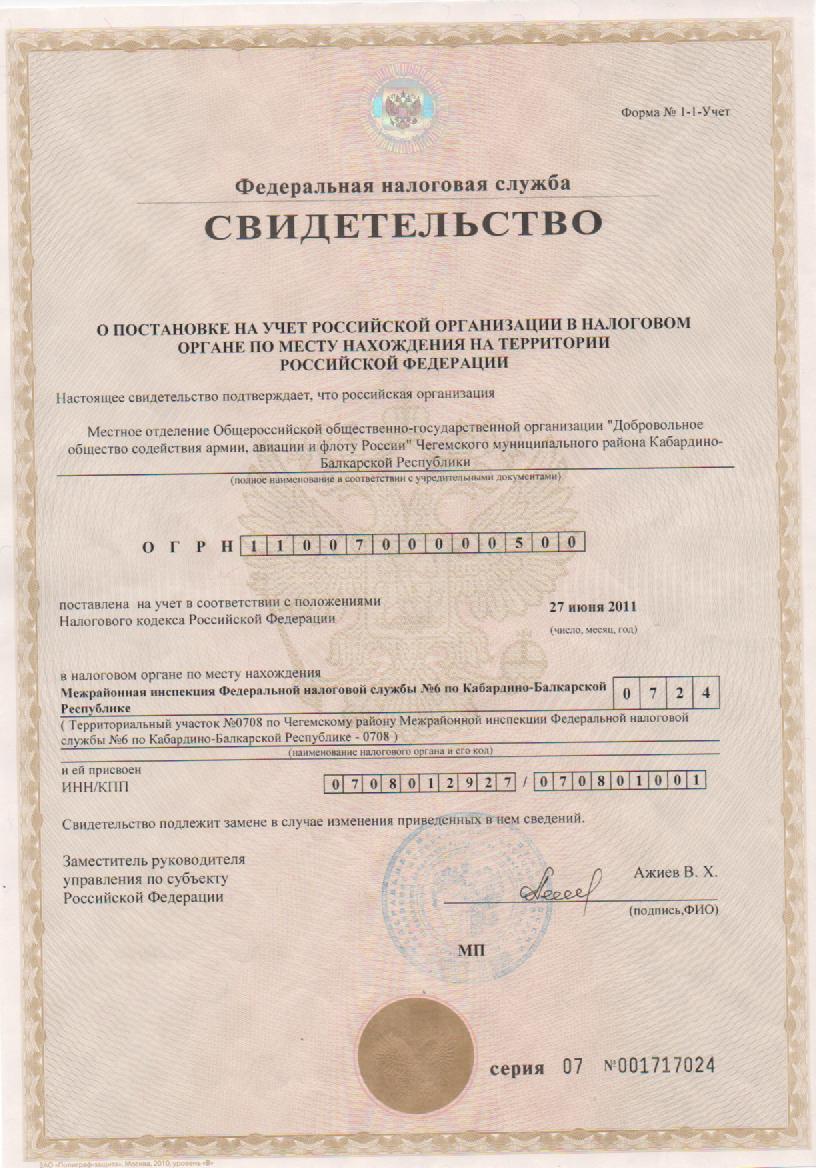 Форма № 1-1-Учет
Федеральная налоговая служба
СВИДЕТЕЛЬСТВО
О ПОСТАНОВКЕ НА УЧЕТ РОССИЙСКОЙ ОРГАНИЗАЦИИ В НАЛОГОВОМ
ОРГАНЕ ПО МЕСТУ НАХОЖДЕНИЯ НА ТЕРРИТОРИИ
РОССИЙСКОЙ ФЕДЕРАЦИИ
Настоящее свидетельство подтверждает, что российская организация
Местное отделение Общероссийской общественно-государственной организации "Добровольное
общество содействия армии, авиации и флоту России" Чегемского муниципального района Кабардино-
Балкарской Республики
(полное наименование в соответствии с учредительными документами)
О Г Р Н 1 1 0 0 7 0 0 0 0 0 5 0 0
поставлена на учет в соответствии с положениями
Налогового кодекса Российской Федерации
27 июня 2011
(число, месяц, год)
в налоговом органе по месту нахождения
Межрайонная инспекция Федеральной налоговой службы №6 по Кабардино-Балкарской
Республике
0 7 2 4
( Территориальный участок №0708 по Чегемскому району Межрайонной инспекции Федеральной налоговой
службы №6 по Кабардино-Балкарской Республике - 0708 )
(наименование налогового органа и его код)
и ей присвоен
ИНН/КПП 0 7 0 8 0 1 2 9 2 7 / 0 7 0 8 0 1 0 0 1
Свидетельство подлежит замене в случае изменения приведенных в нем сведений.
Заместитель руководителя
управления по субъекту
Российской Федерации
Ажиев В. Х.
(подпись,ФИО)
МП
серия 07 №001717024
ЗАО «Полиграф-защита», Москва, 2010, уровень «В»